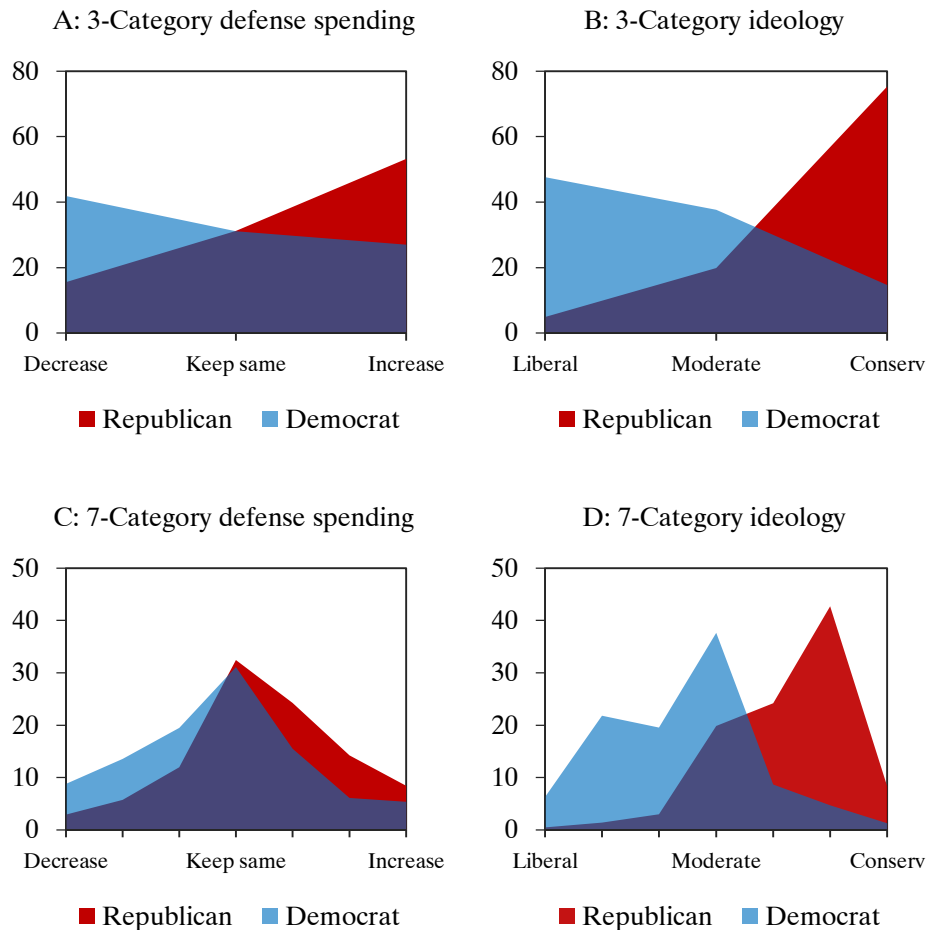 A: 3-Category defense spending
80
60
40
20
0
Decrease Keep same Increase
Republican Democrat
B: 3-Category ideology
80
60
40
20
0
Liberal Moderate Conserv
Republican Democrat
C: 7-Category defense spending
50
40
30
20
10
0
Decrease Keep same Increase
Republican Democrat
D: 7-Category ideology
50
40
30
20
10
0
Liberal Moderate Conserv
Republican Democrat